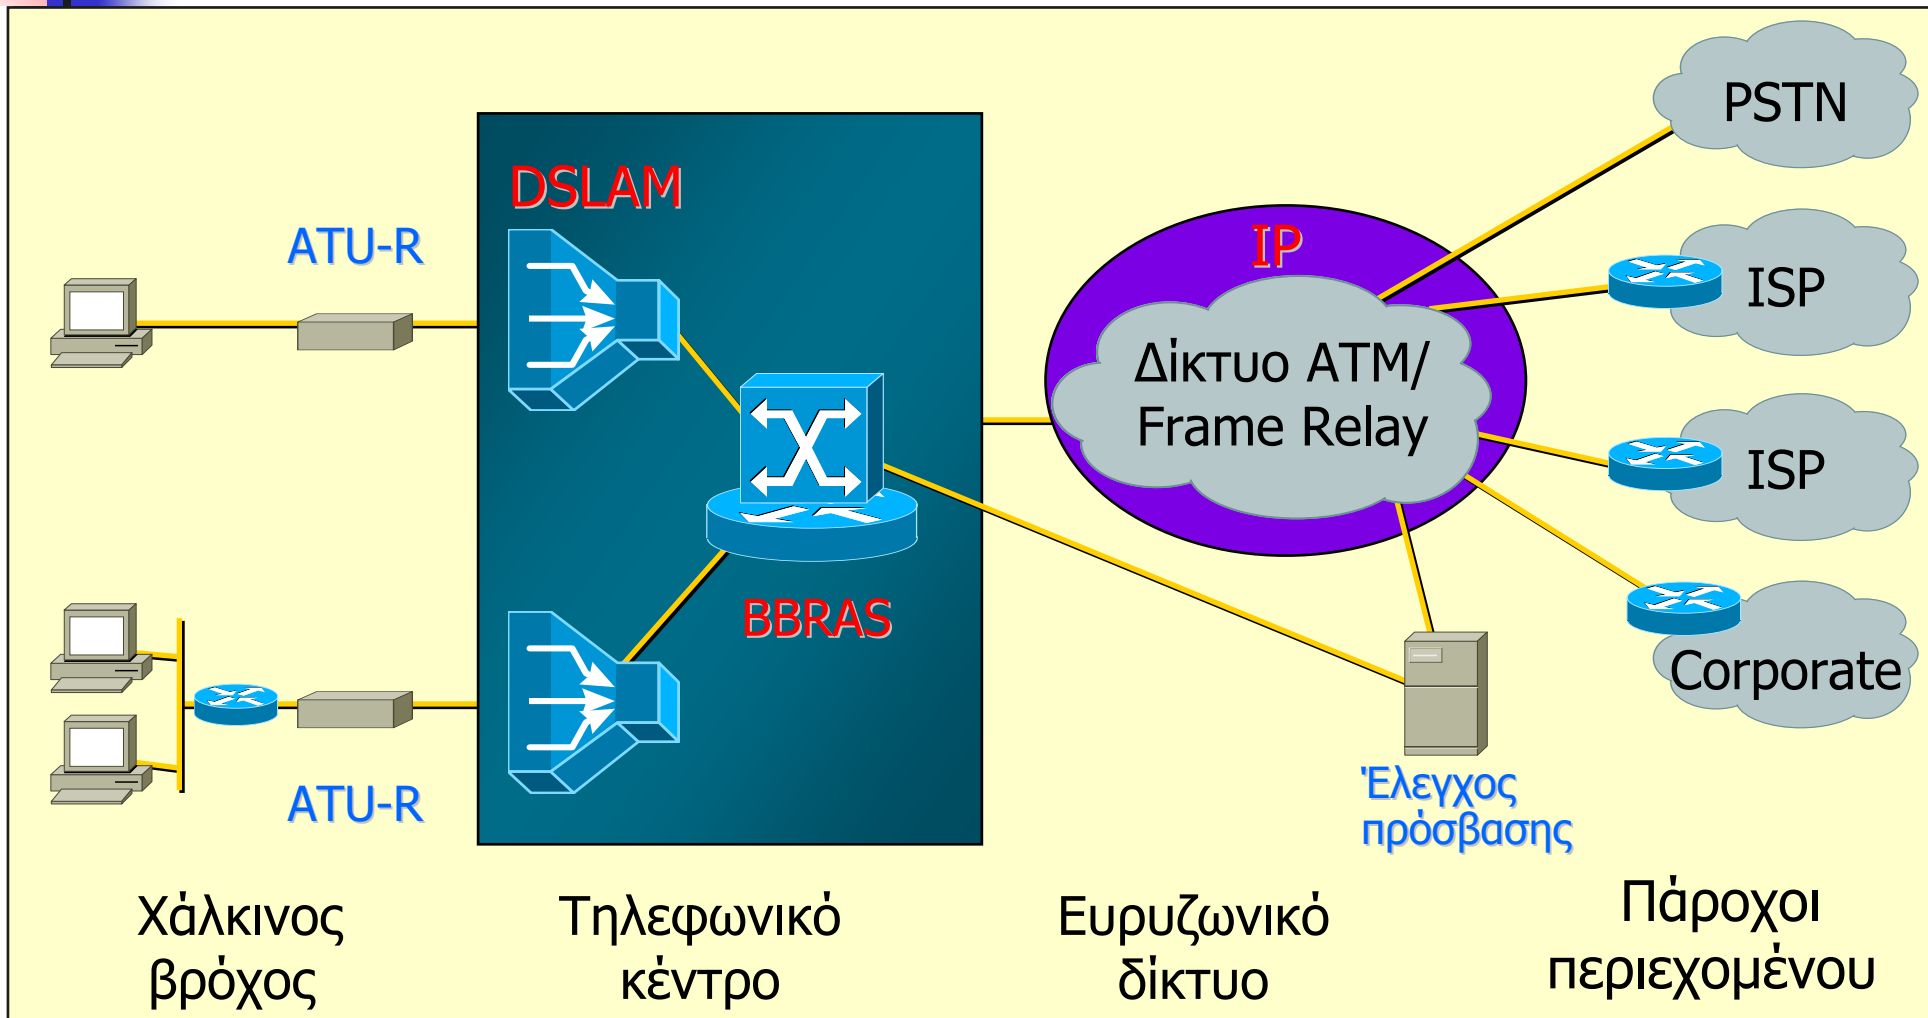 PSTN
DSLAM
ATU-R
IP
ISP
Δίκτυο ATM/
Frame Relay
ISP
BBRAS
Corporate
ATU-R
Έλεγχος
πρόσβασης
Χάλκινος
βρόχος
Τηλεφωνικό
κέντρο
Ευρυζωνικό
δίκτυο
Πάροχοι
περιεχομένου